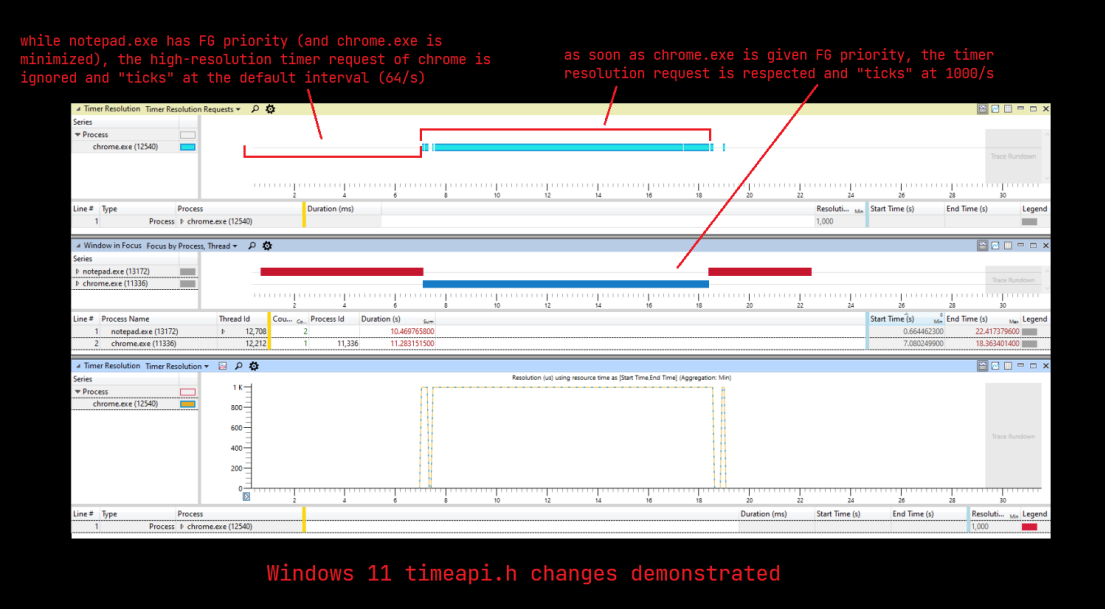 while notepad.exe has FG priority (and chrome.exe is
minimized), the high-resolution timer request of chrome is
ignored and "ticks" at the default interval (64/s)
as soon as chrome.exe is given FG priority, the timer
resolution request is respected and "ticks" at 1000/s
Timer Resolution Timer Resolution Requests
Series
Process
chrome.exe (12540)
Trace Rundown
2 4 6 8 10 12 14 16 18 20 22 24 26 28 30
Line # Type Process Duration (ms) Resoluti... Min Start Time (s) End Time (s) Legend
1 Process chrome.exe (12540) 1,000
Window in Focus Focus by Process, Thread
Series
notepad.exe (13172)
chrome.exe (11336)
Trace Rundown
2 4 6 8 10 12 14 16 18 20 22 24 26 28 30
Line # Process Name Thread Id Cou... Process Id Sum Duration (s) Sum Start Time (s) Min End Time (s) Max Legend
1 notepad.exe (13172) 12,708 2 10.469765800 0.664462300 22.417379600
2 chrome.exe (11336) 12,212 1 11,336 11.283151500 7.080249900 18.363401400
Timer Resolution Timer Resolution
Series
Process
chrome.exe (12540)
Resolution (us) using resource time as [Start Time,End Time] (Aggregation: Min)
1 K
800
600
400
200
0
Trace Rundown
2 4 6 8 10 12 14 16 18 20 22 24 26 28 30
Line # Type Process Duration (ms) Start Time (s) End Time (s) Resoluti... Min Legend
1 Process chrome.exe (12540) 1,000
Windows 11 timeapi.h changes demonstrated